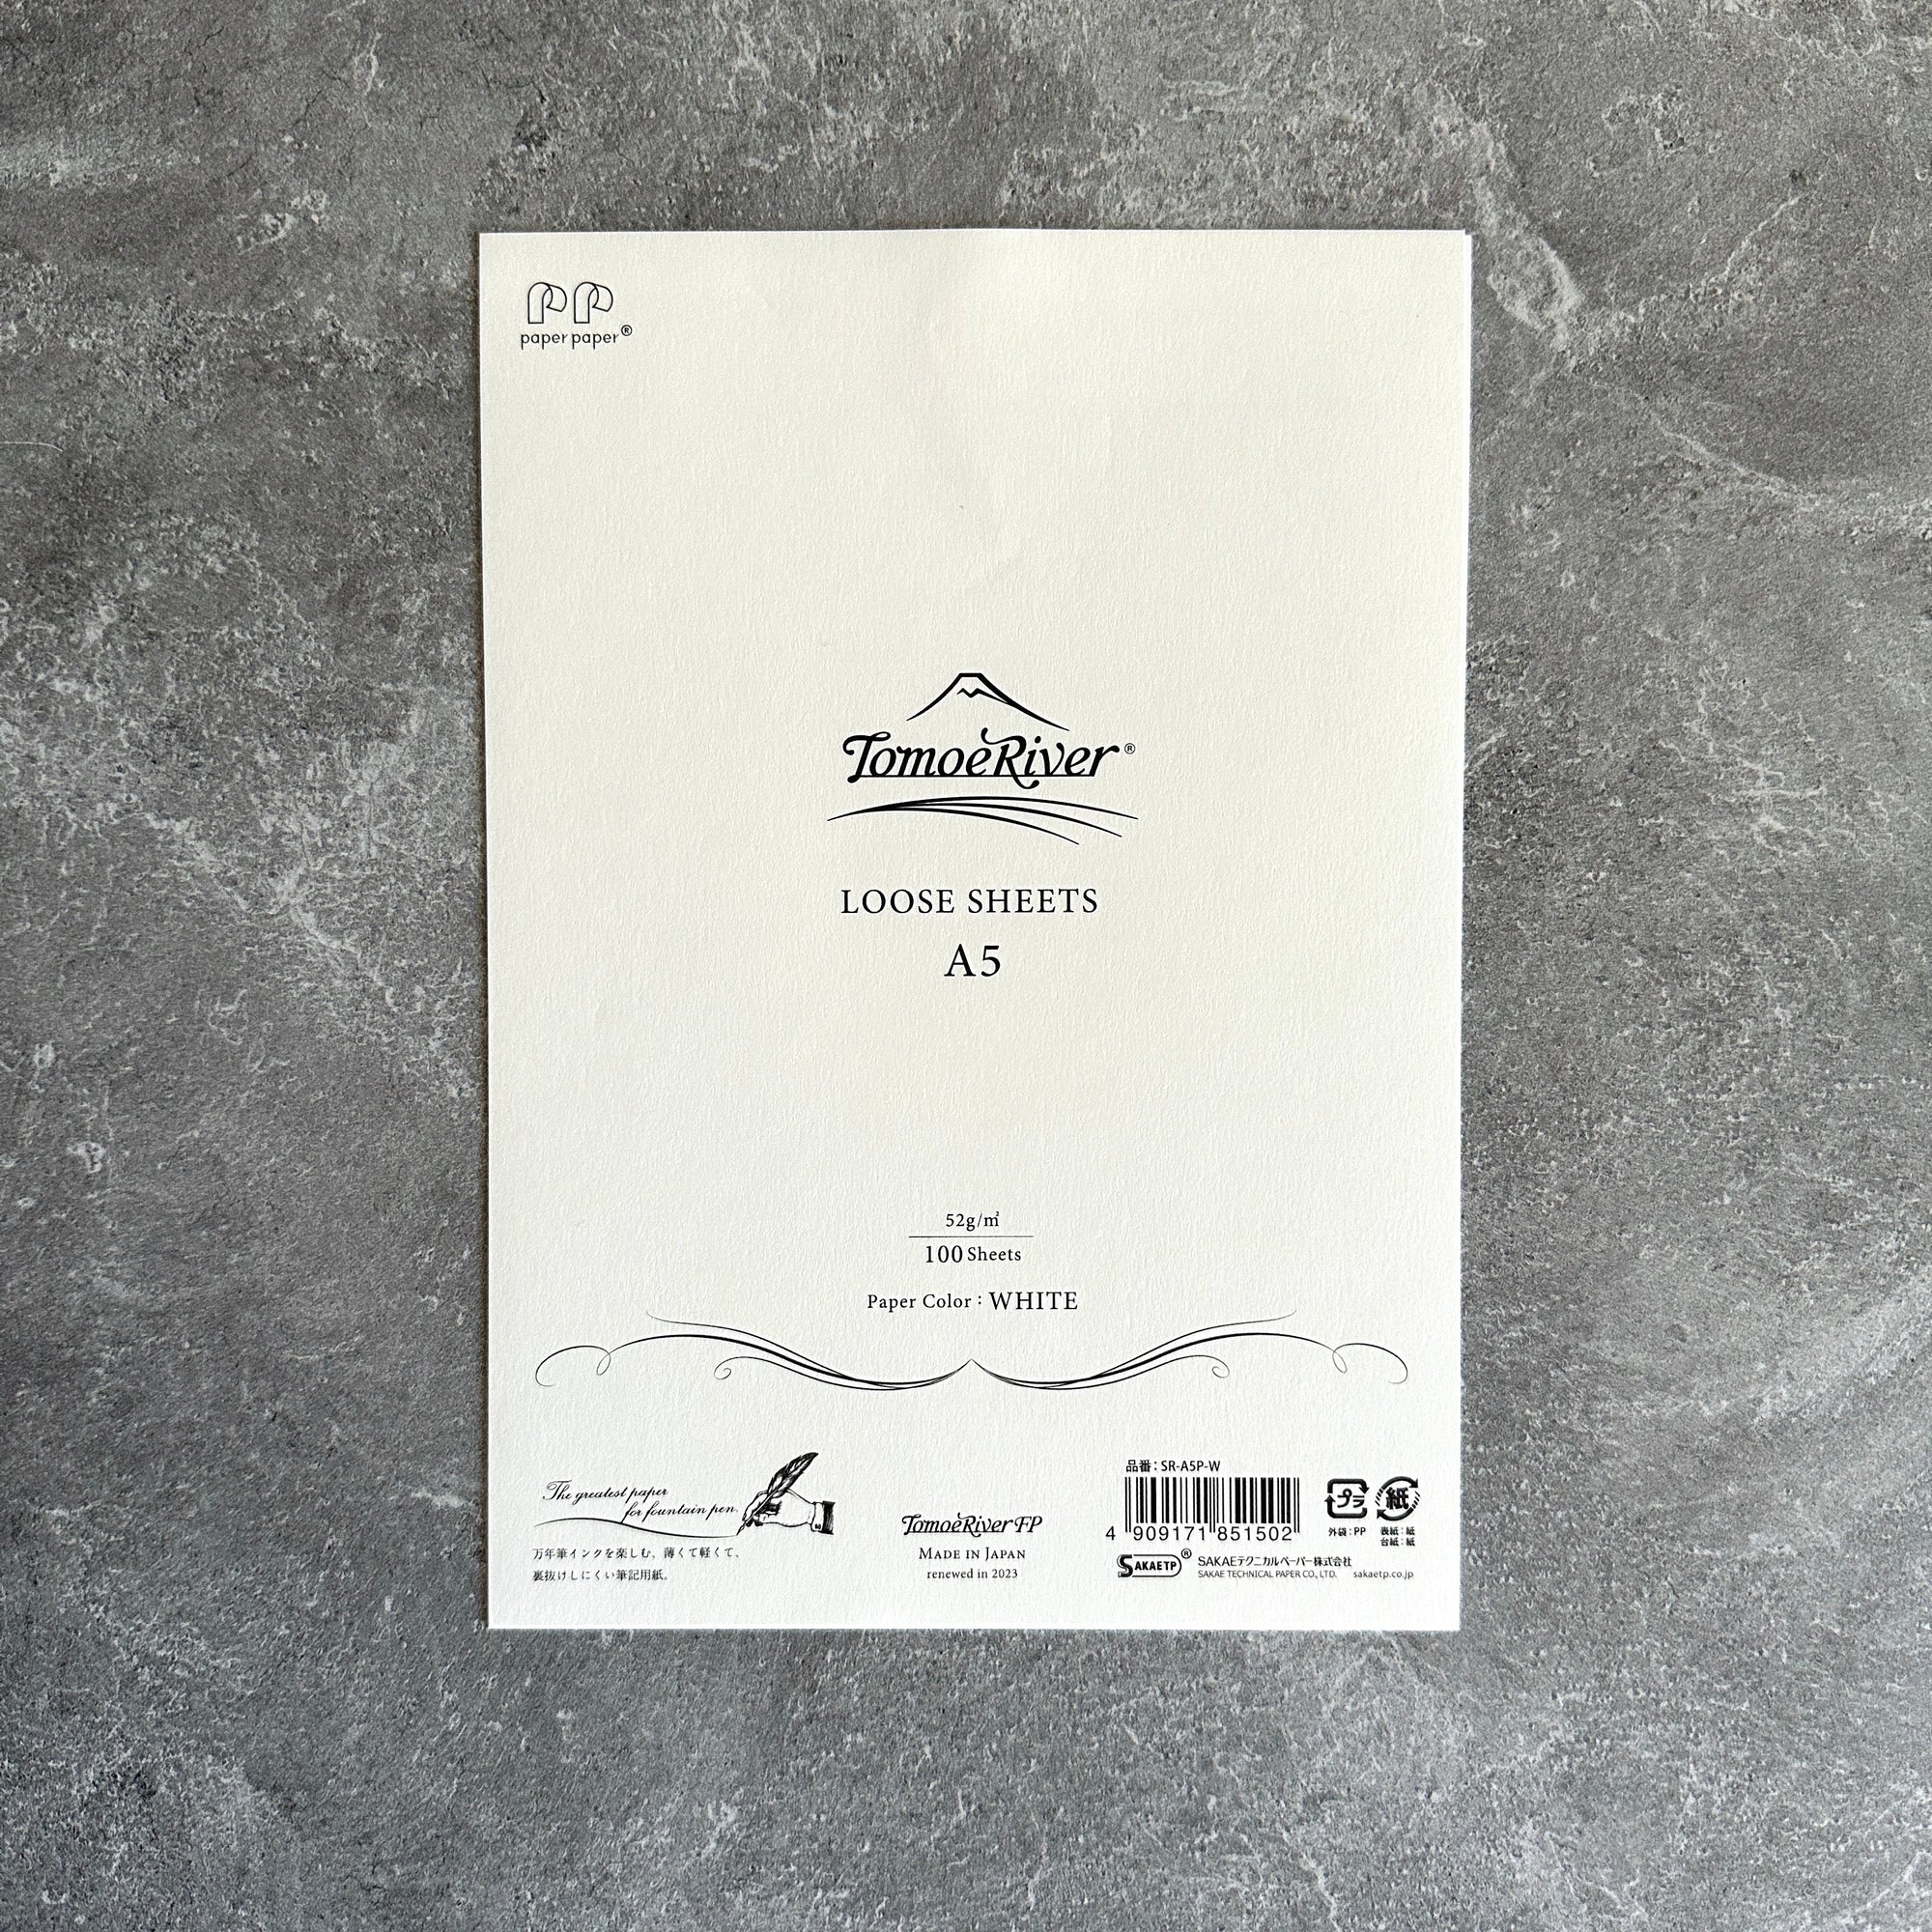 PP
paper paper®
TomoeRiver®
LOOSE SHEETS
A5
52g/㎡
100 Sheets
Paper Color : WHITE
The greatest paper
for fountain pen.
万年筆インクを楽しむ、薄くて軽くて、
裏抜けしにくい筆記用紙。
TomoeRiver FP
MADE IN JAPAN
renewed in 2023
品番：SR-A5P-W
4 909171 851502
プラ
外袋：PP
紙
表紙：紙
台紙：紙
SAKAETP®
SAKAEテクニカルペーパー株式会社
SAKAE TECHNICAL PAPER CO., LTD. sakaetp.co.jp